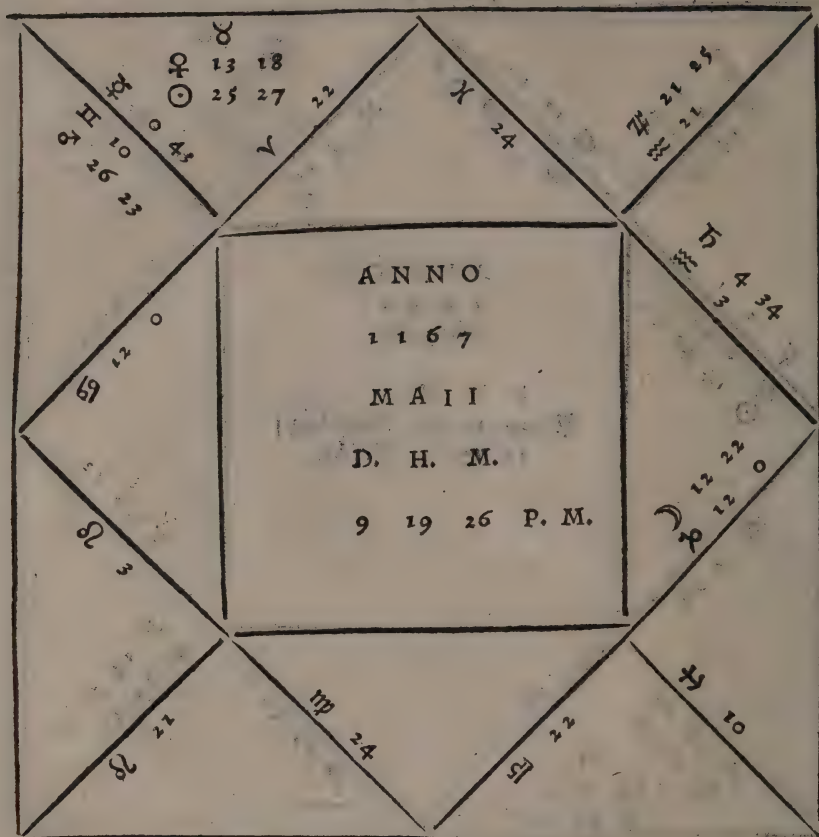 ♉
♀ 13 18
☉ 25 27
☿ 0 43
♊ 10
♂ 26 23
♈ 22
♓ 24
♃ 21 25
♒ 21
♄ 4 34
♒ 3
♋ 12 0
ANNO
1167
MAII
D. H. M.
9 19 26 P. M.
☽ 12 22
♑ 12 0
♌ 3
♌ 21
♍ 24
♎ 22
10